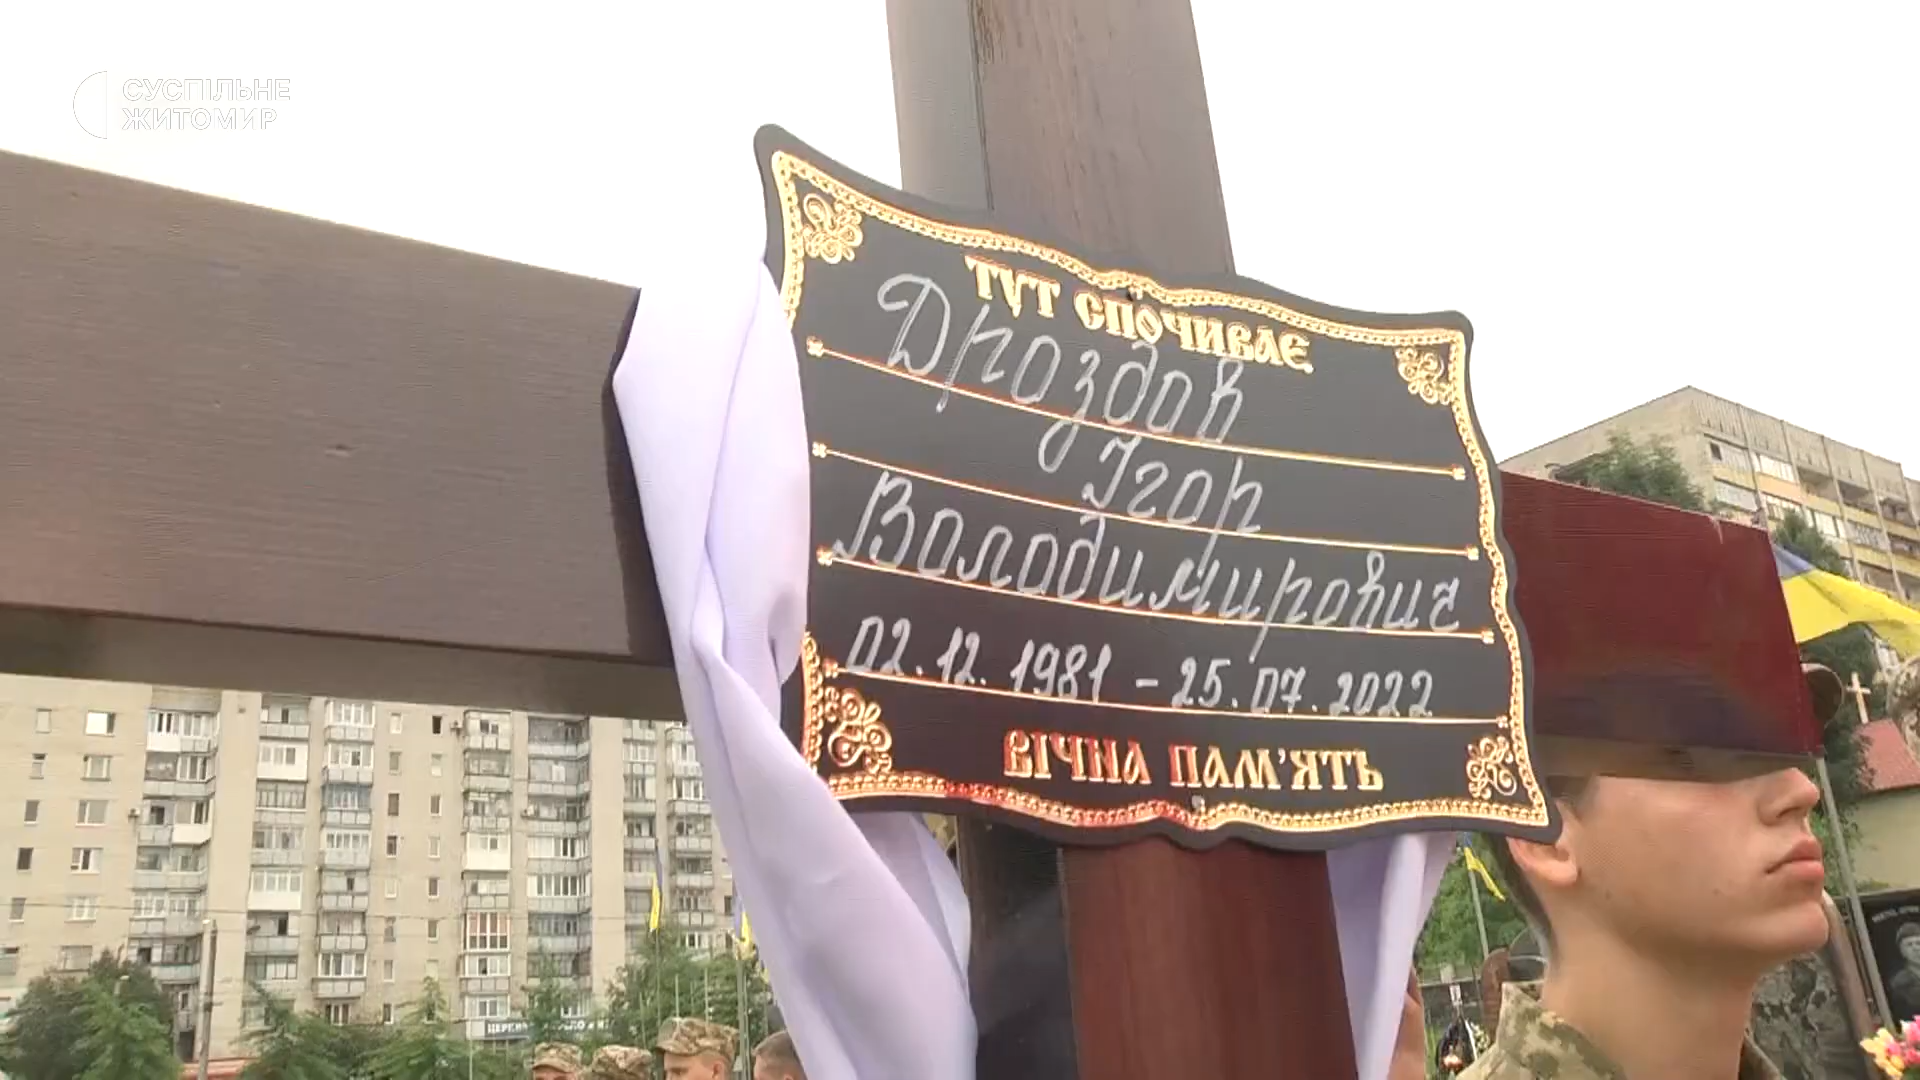 СУСПІЛЬНЕ
ЖИТОМИР
ТУТ СПОЧИВАЄ
Дроздов
Ігор
Володимирович
02.12.1981 – 25.07.2022
ВІЧНА ПАМ'ЯТЬ